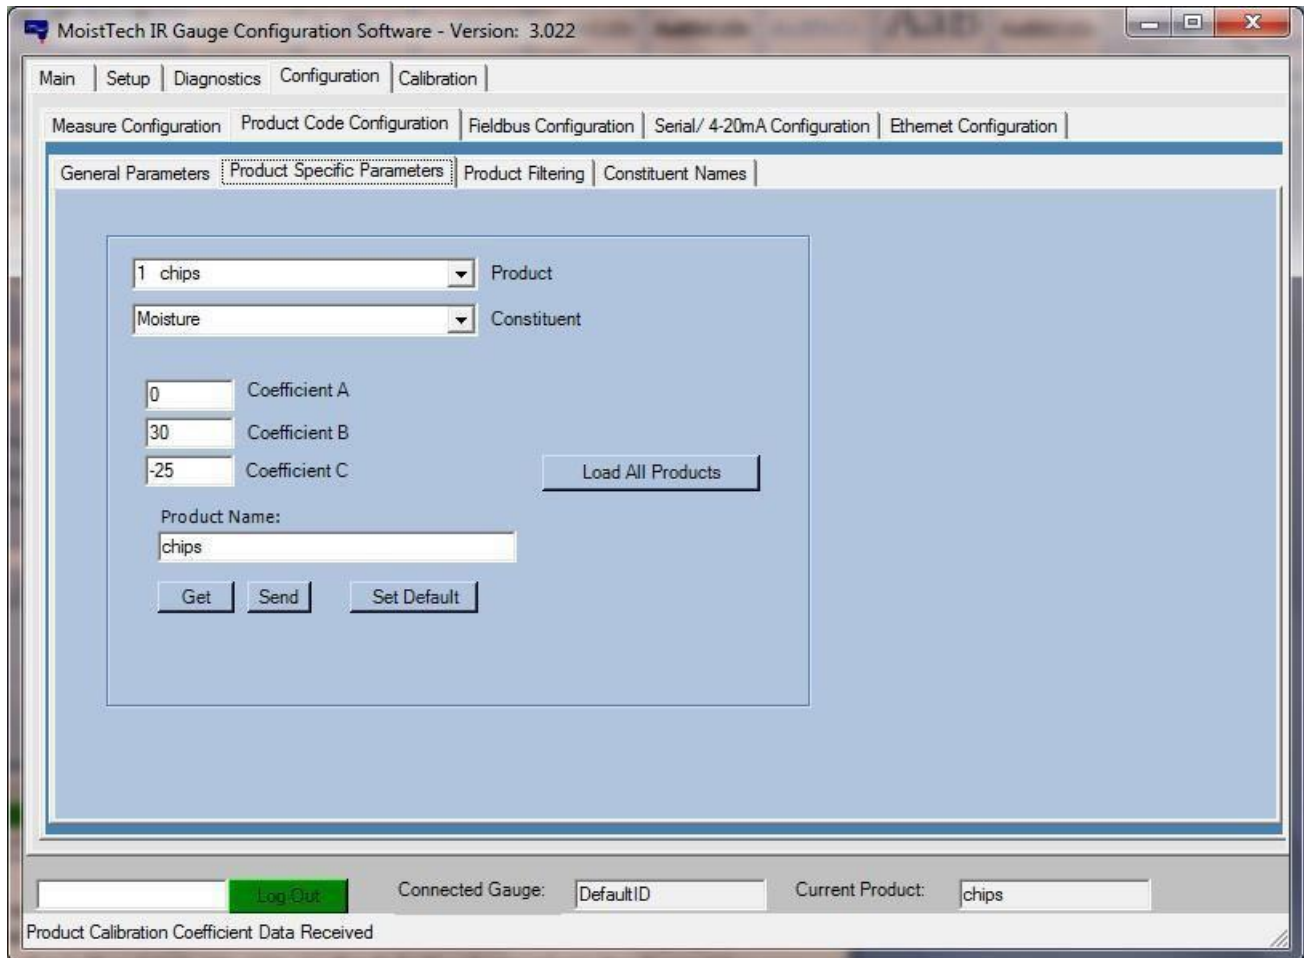 MoistTech IR Gauge Configuration Software - Version: 3.022
Main Setup Diagnostics Configuration Calibration
Measure Configuration Product Code Configuration Fieldbus Configuration Serial/ 4-20mA Configuration Ethernet Configuration
General Parameters Product Specific Parameters Product Filtering Constituent Names
1 chips Product
Moisture Constituent
0 Coefficient A
30 Coefficient B
-25 Coefficient C
Load All Products
Product Name:
chips
Get Send Set Default
Log Out Connected Gauge: DefaultID Current Product: chips
Product Calibration Coefficient Data Received